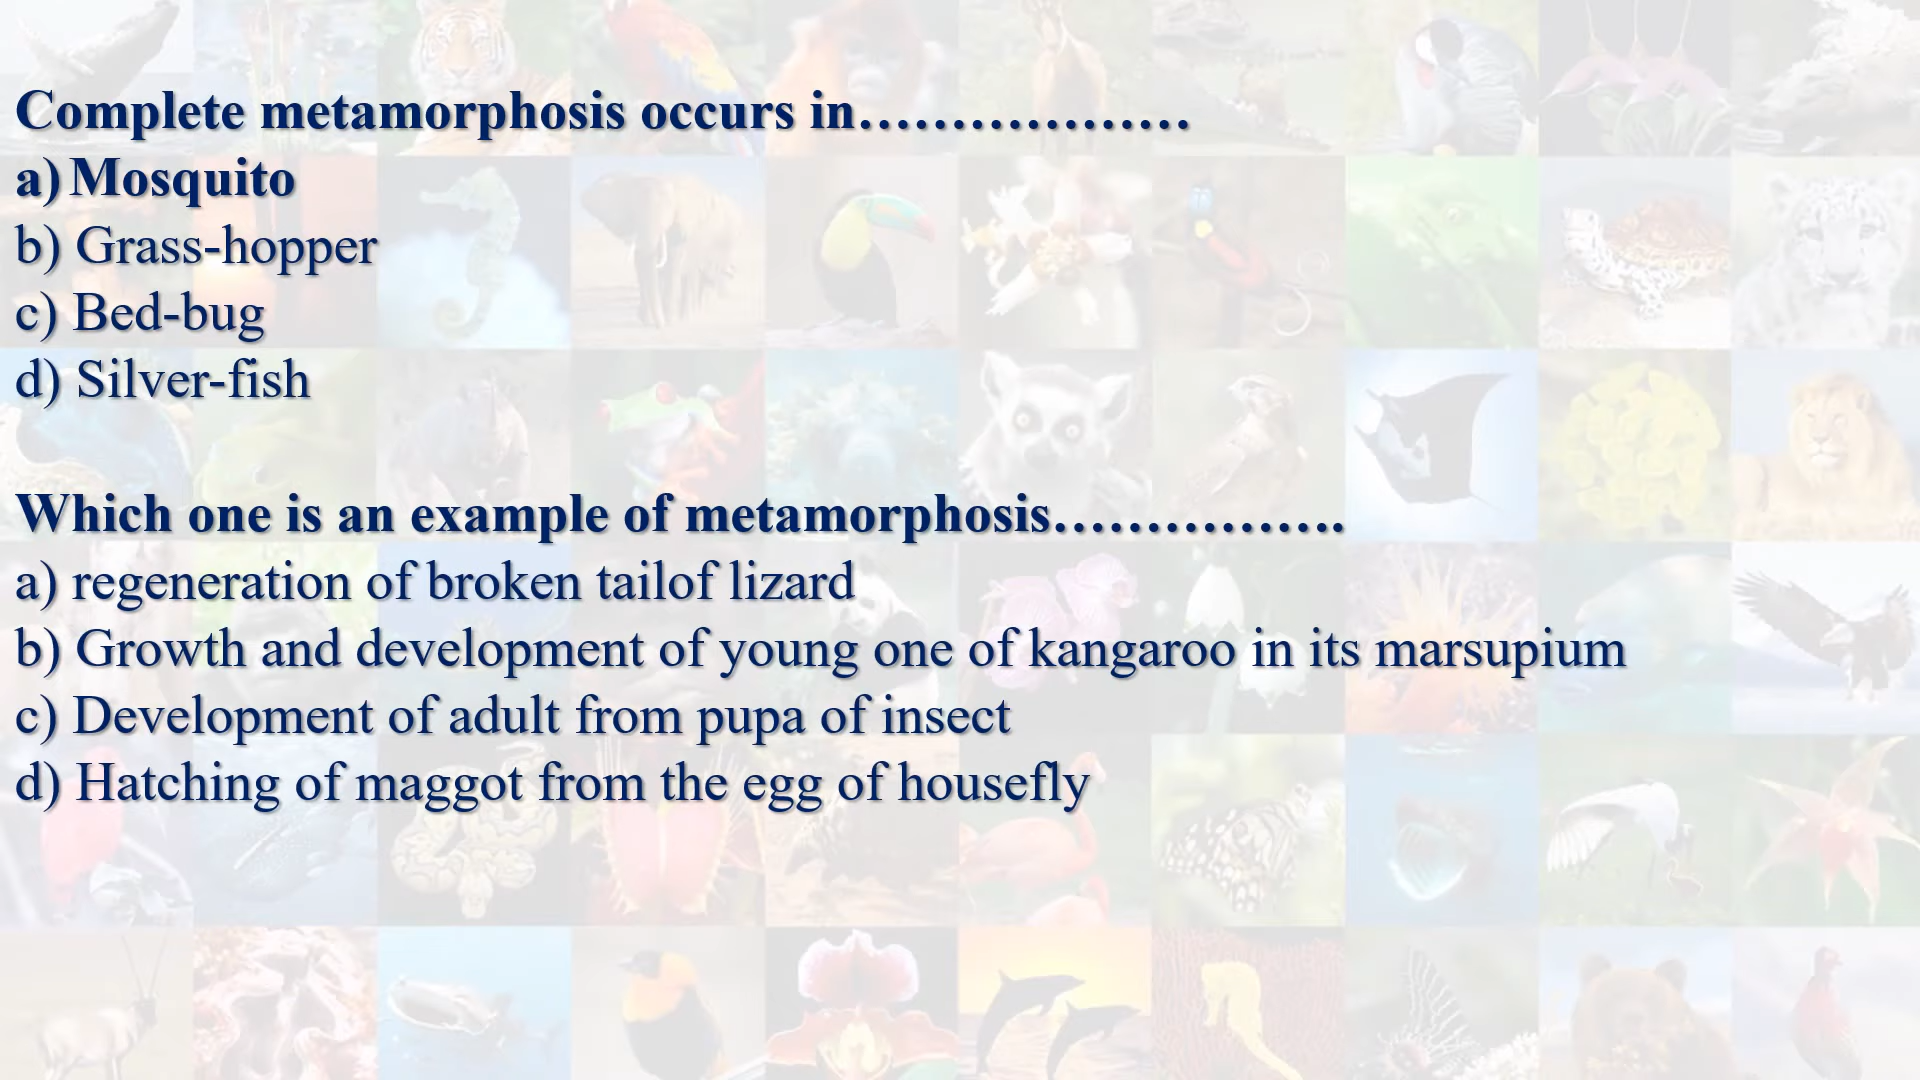 Complete metamorphosis occurs in………………
a) Mosquito
b) Grass-hopper
c) Bed-bug
d) Silver-fish
Which one is an example of metamorphosis…………….
a) regeneration of broken tailof lizard
b) Growth and development of young one of kangaroo in its marsupium
c) Development of adult from pupa of insect
d) Hatching of maggot from the egg of housefly